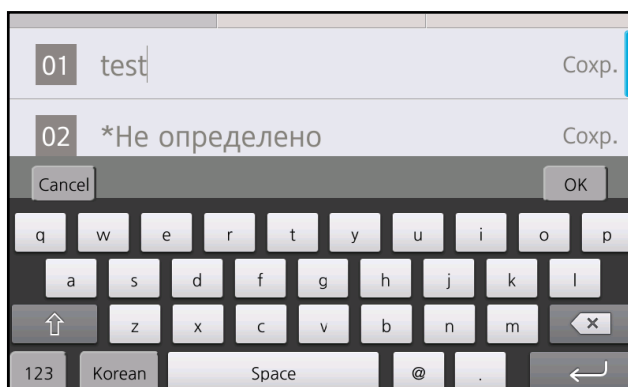 01 test Сохр.
02 *Не определено Сохр.
Cancel OK
q w e r t y u i o p
a s d f g h j k l
z x c v b n m
123 Korean Space @ .